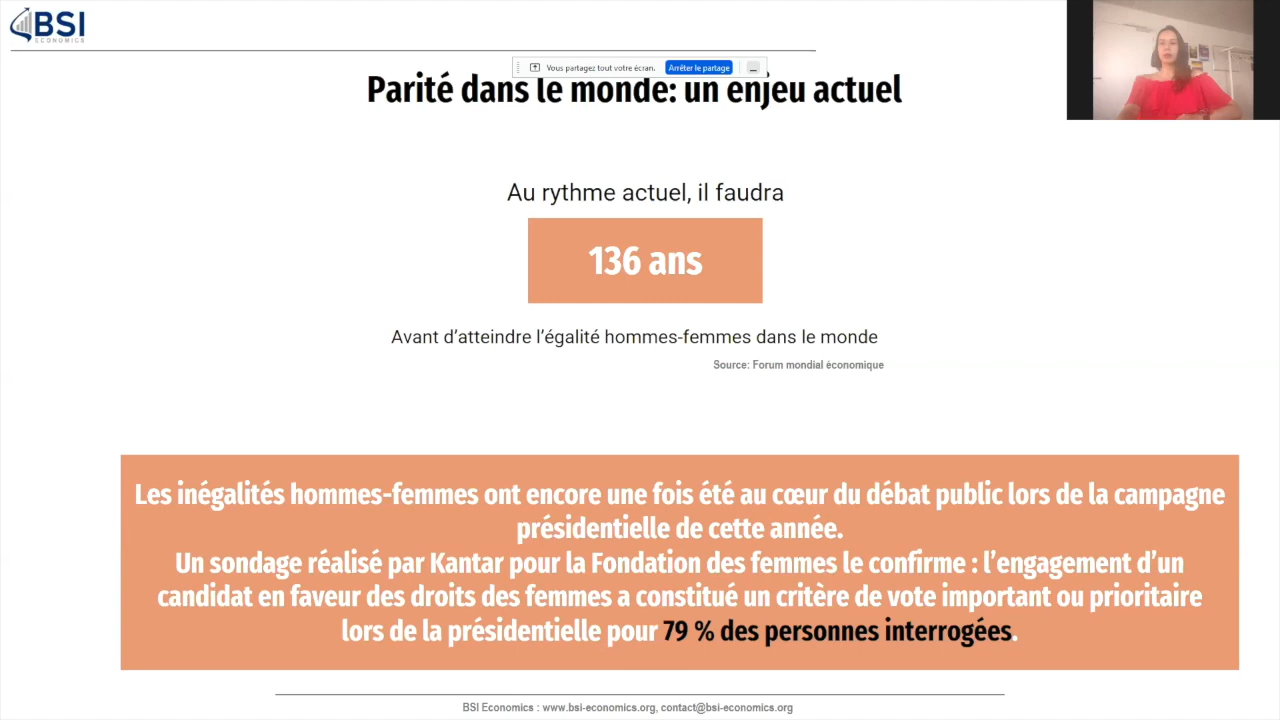 BSI
ECONOMICS
Vous partagez tout votre écran. Arrêter le partage
Parité dans le monde: un enjeu actuel
Au rythme actuel, il faudra
136 ans
Avant d’atteindre l’égalité hommes-femmes dans le monde
Source: Forum mondial économique
Les inégalités hommes-femmes ont encore une fois été au cœur du débat public lors de la campagne
présidentielle de cette année.
Un sondage réalisé par Kantar pour la Fondation des femmes le confirme : l’engagement d’un
candidat en faveur des droits des femmes a constitué un critère de vote important ou prioritaire
lors de la présidentielle pour 79 % des personnes interrogées.
BSI Economics : www.bsi-economics.org, contact@bsi-economics.org